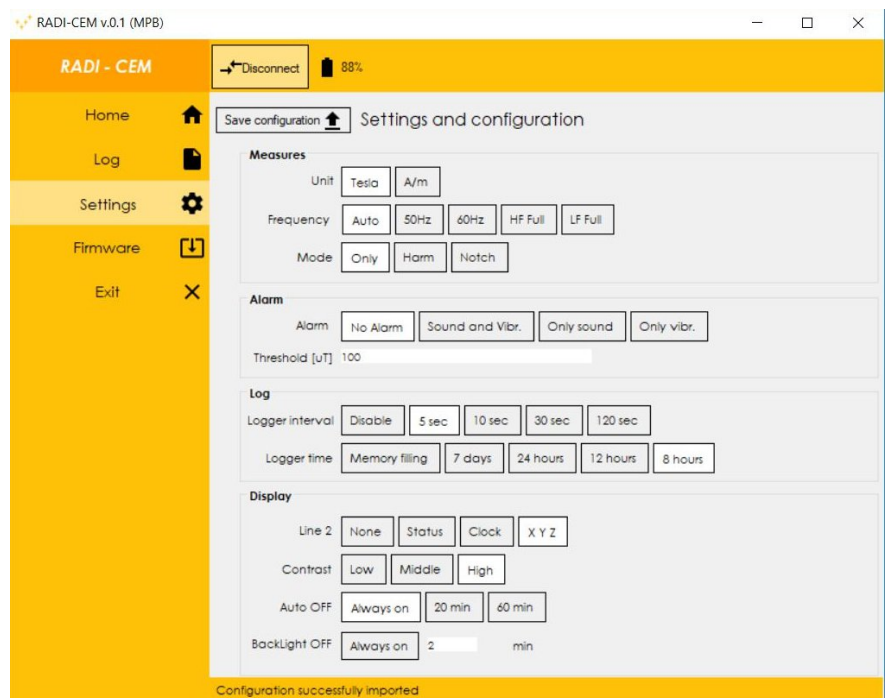 RADI-CEM v.0.1 (MPB)
RADI - CEM
Disconnect 88%
Home
Log
Settings
Firmware
Exit
Save configuration Settings and configuration
Measures
Unit Tesla A/m
Frequency Auto 50Hz 60Hz HF Full LF Full
Mode Only Harm Notch
Alarm
Alarm No Alarm Sound and Vibr. Only sound Only vibr.
Threshold [uT] 100
Log
Logger interval Disable 5 sec 10 sec 30 sec 120 sec
Logger time Memory filling 7 days 24 hours 12 hours 8 hours
Display
Line 2 None Status Clock X Y Z
Contrast Low Middle High
Auto OFF Always on 20 min 60 min
BackLight OFF Always on 2 min
Configuration successfully imported